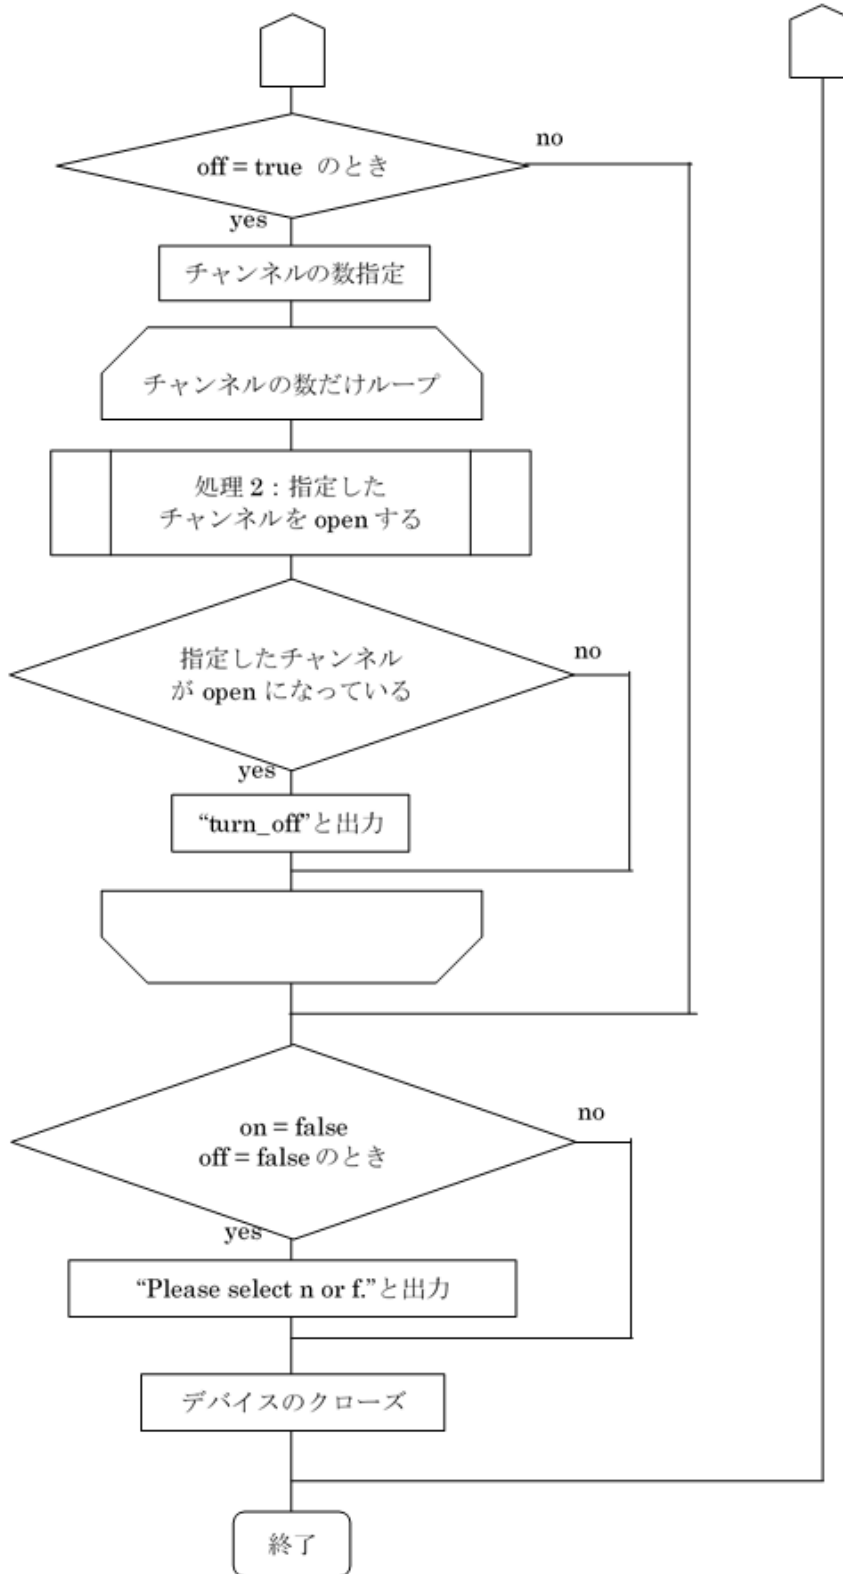 no
off = true のとき
yes
チャンネルの数指定
チャンネルの数だけループ
処理 2 : 指定した
チャンネルを open する
指定したチャンネル
が open になっている
no
yes
“turn_off”と出力
on = false
off = false のとき
no
yes
“Please select n or f.”と出力
デバイスのクローズ
終了